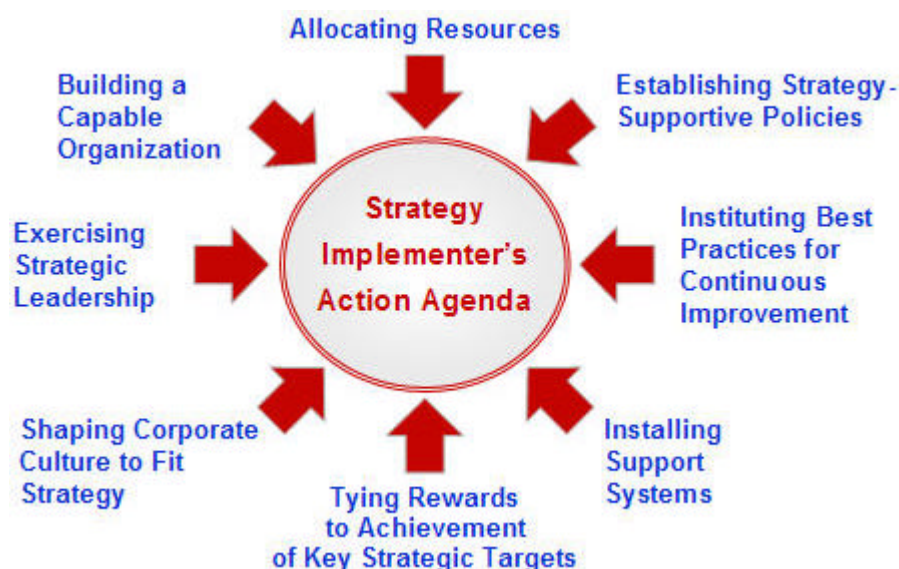 Allocating Resources
Establishing Strategy-
Supportive Policies
Instituting Best
Practices for
Continuous
Improvement
Installing
Support
Systems
Tying Rewards
to Achievement
of Key Strategic Targets
Shaping Corporate
Culture to Fit
Strategy
Exercising
Strategic
Leadership
Building a
Capable
Organization
Strategy
Implementer's
Action Agenda